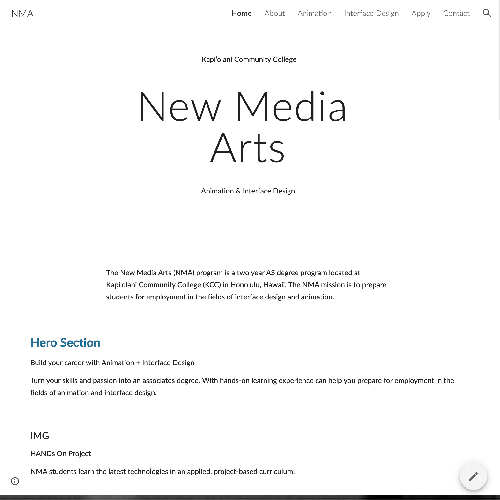 NMA
Home About Animation Interface Design Apply Contact
Kapi'olani Community College
New Media
Arts
Animation & Interface Design
The New Media Arts (NMA) program is a two year AS degree program located at
Kapi'olani Community College (KCC) in Honolulu, Hawaii. The NMA mission is to prepare
students for employment in the fields of interface design and animation.
Hero Section
Build your career with Animation + Interface Design
Turn your skills and passion into an associates degree. With hands-on learning experience can help you prepare for employment in the
fields of animation and interface design.
IMG
HANDs On Project
NMA students learn the latest technologies in an applied, project-based curriculum.